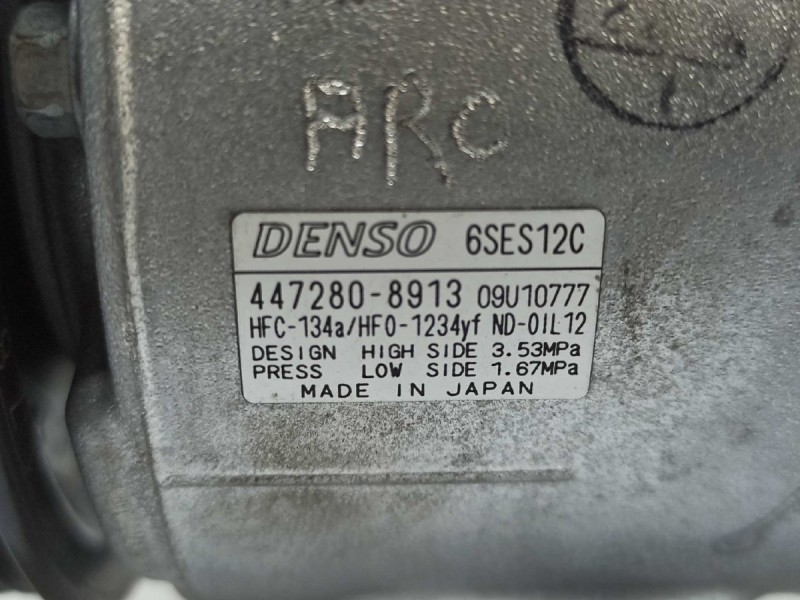 ARC
DENSO 6SES12C
447280-8913 09U10777
HFC-134a/HFO-1234yf ND-OIL12
DESIGN HIGH SIDE 3.53MPa
PRESS LOW SIDE 1.67MPa
MADE IN JAPAN